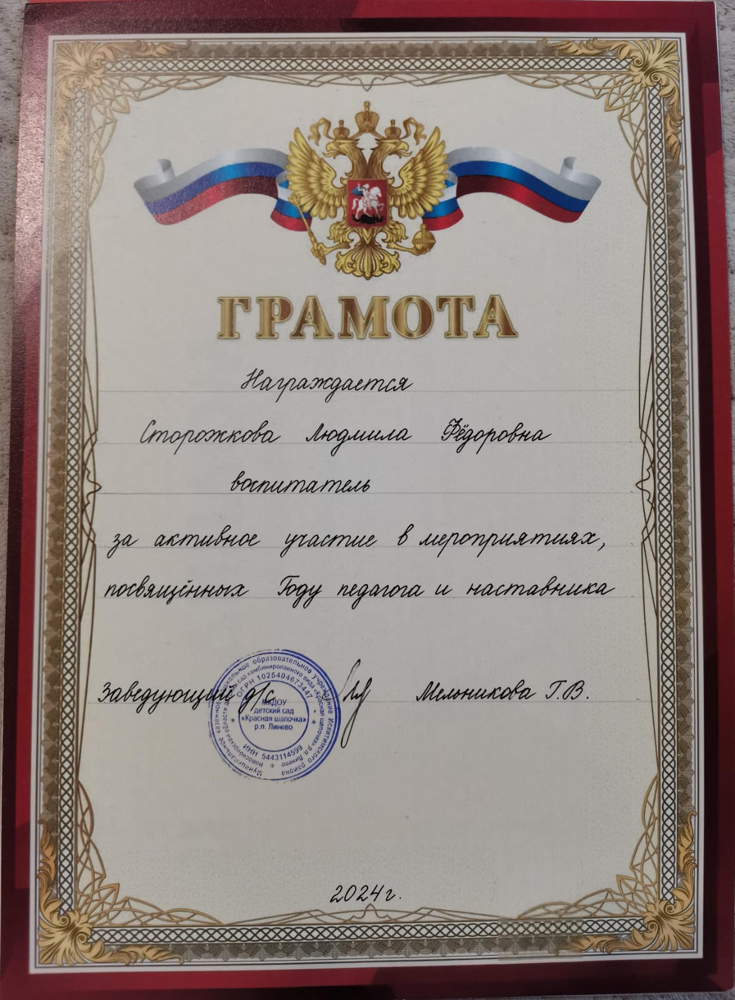 ГРАМОТА
Награждается
Сторожкова Людмила Фёдоровна
воспитатель
за активное участие в мероприятиях,
посвящённых Году педагога и наставника
Заведующий д/с Мельникова Г.В.
Муниципальное казенное дошкольное образовательное учреждение Искитимского района
Новосибирской области детский сад комбинированного вида «Красная шапочка» р.п. Линево
ОГРН 1025404673447
МКДОУ
детский сад
«Красная шапочка»
р.п. Линево
ИНН 5443114599
2024г.